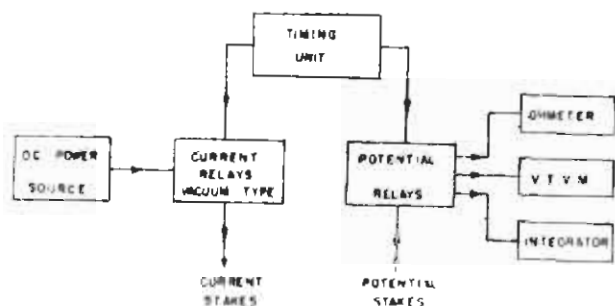 TIMING
UNIT
DC POWER
SOURCE
CURRENT
RELAYS
VACUUM TYPE
POTENTIAL
RELAYS
OHMETER
V T V M
INTEGRATOR
CURRENT
STAKES
POTENTIAL
STAKES